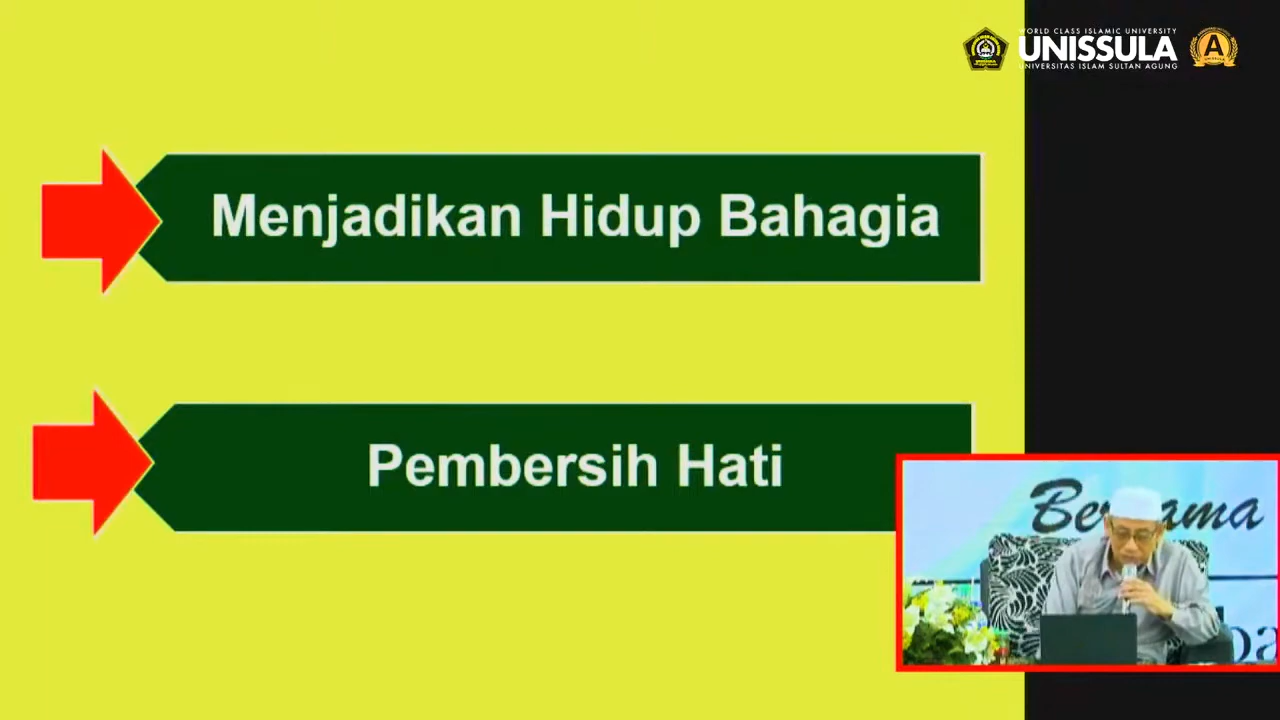 WORLD CLASS ISLAMIC UNIVERSITY
UNISSULA
UNIVERSITAS ISLAM SULTAN AGUNG
A
Menjadikan Hidup Bahagia
Pembersih Hati